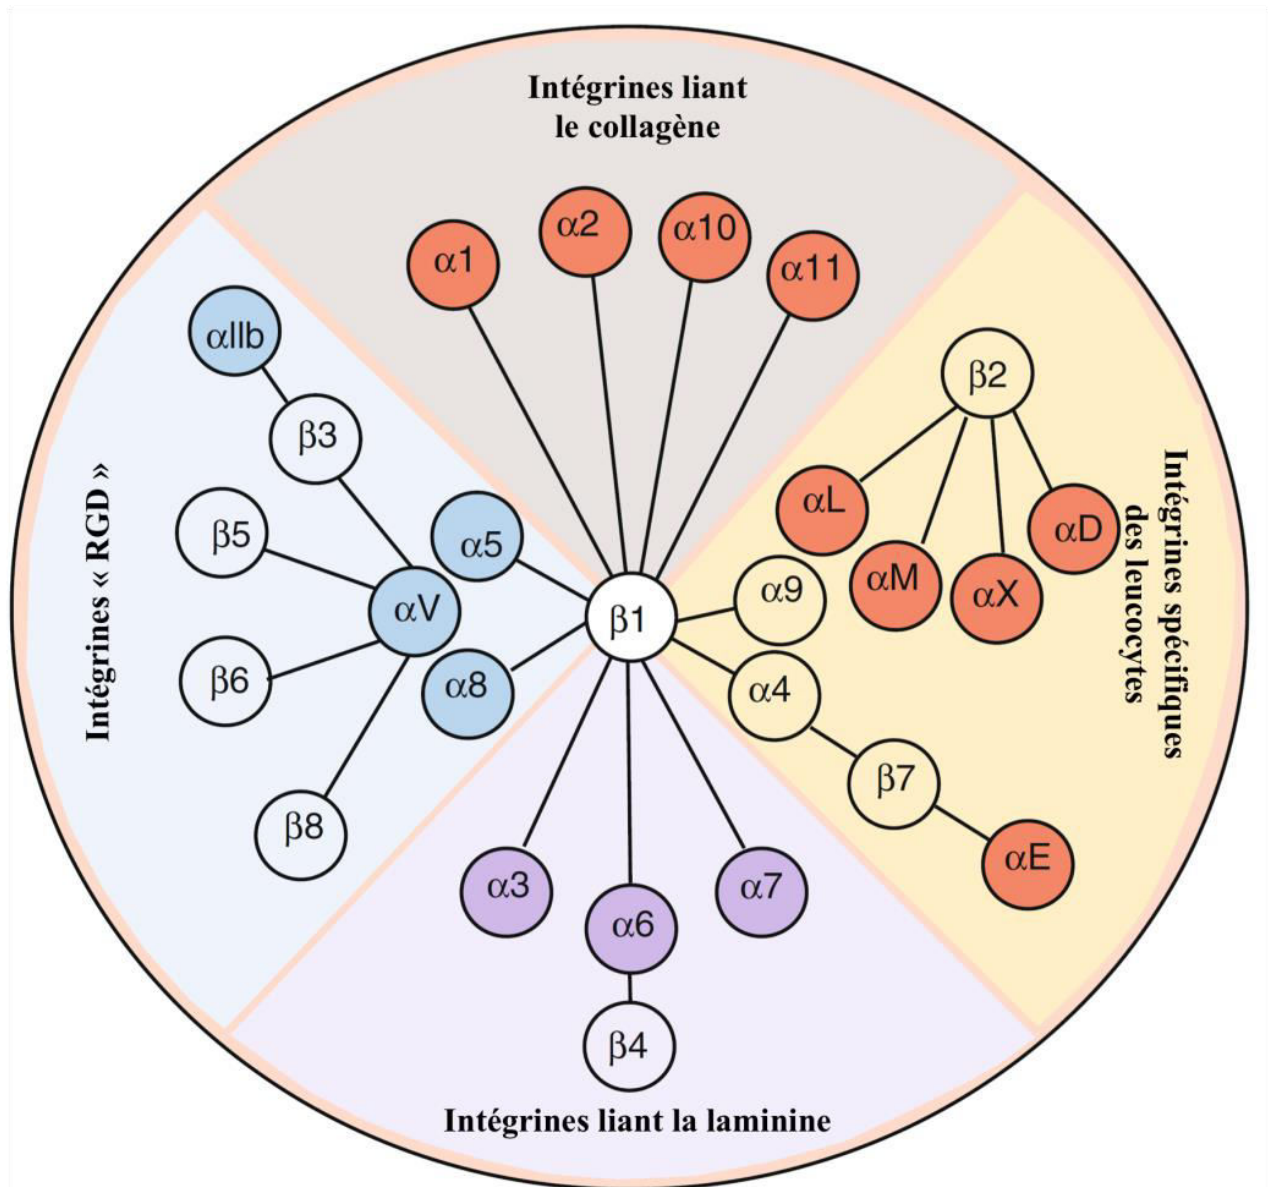 Intégrines liant
le collagène
α1
α2
α10
α11
αIIb
β3
β5
αV
α5
β6
α8
β8
Intégrines « RGD »
β1
β2
αL
αM
αX
αD
α9
α4
β7
αE
Intégrines spécifiques
des leucocytes
α3
α6
α7
β4
Intégrines liant la laminine